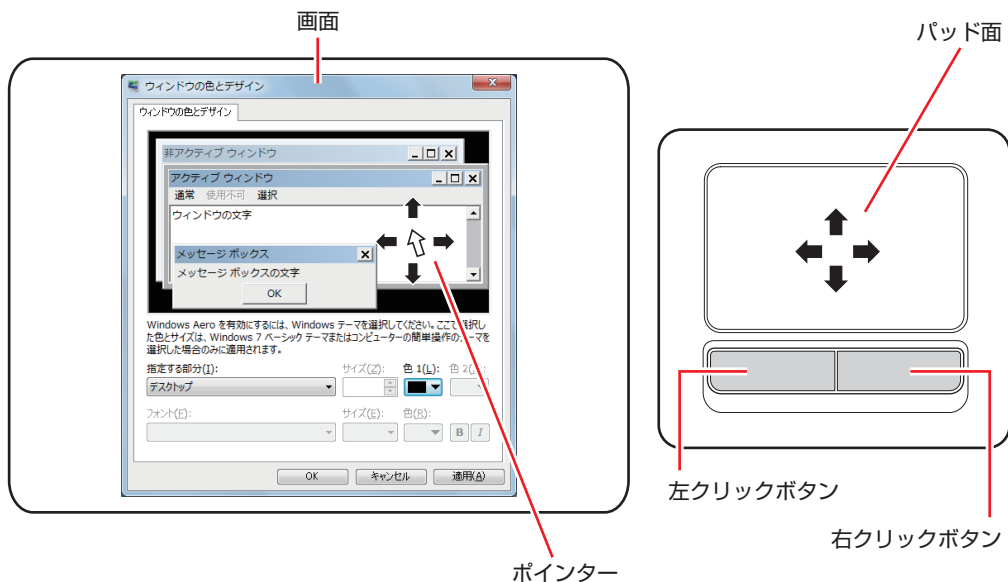 画面
パッド面
ウィンドウの色とデザイン
ウィンドウの色とデザイン
非アクティブ ウィンドウ
アクティブ ウィンドウ
通常 使用不可 選択
ウィンドウの文字
メッセージ ボックス
メッセージ ボックスの文字
OK
Windows Aero を有効にするには、Windows テーマを選択してください。ここで選択し
た色とサイズは、Windows 7 ベーシック テーマまたはコンピューターの簡単操作のテーマを
選択した場合のみに適用されます。
指定する部分(I): サイズ(Z): 色 1(L): 色 2(
デスクトップ
フォント(F): サイズ(E): 色(R):
B I
OK キャンセル 適用(A)
左クリックボタン
右クリックボタン
ポインター